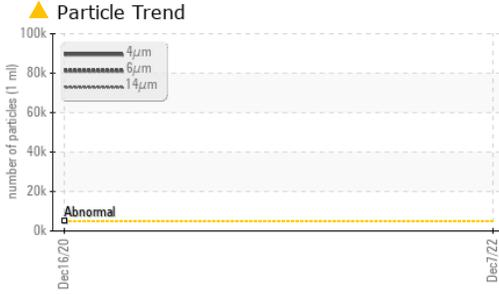 Particle Trend
number of particles (1 ml)
100k
80k
60k
40k
20k
0k
4µm
6µm
14µm
Abnormal
Dec16/20
Dec7/22